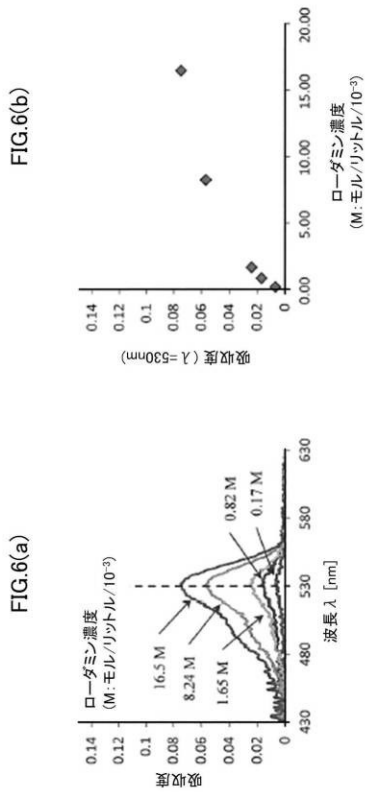 FIG.6(a)
ローダミン濃度
(M:モル/リットル/10⁻³)
0.14
0.12
0.1
0.08
0.06
0.04
0.02
0
吸収度
16.5 M
8.24 M
1.65 M
0.82 M
0.17 M
430
480
530
580
630
波長λ [nm]
FIG.6(b)
0.14
0.12
0.1
0.08
0.06
0.04
0.02
0
吸収度(λ=530nm)
0.00
5.00
10.00
15.00
20.00
ローダミン濃度
(M:モル/リットル/10⁻³)